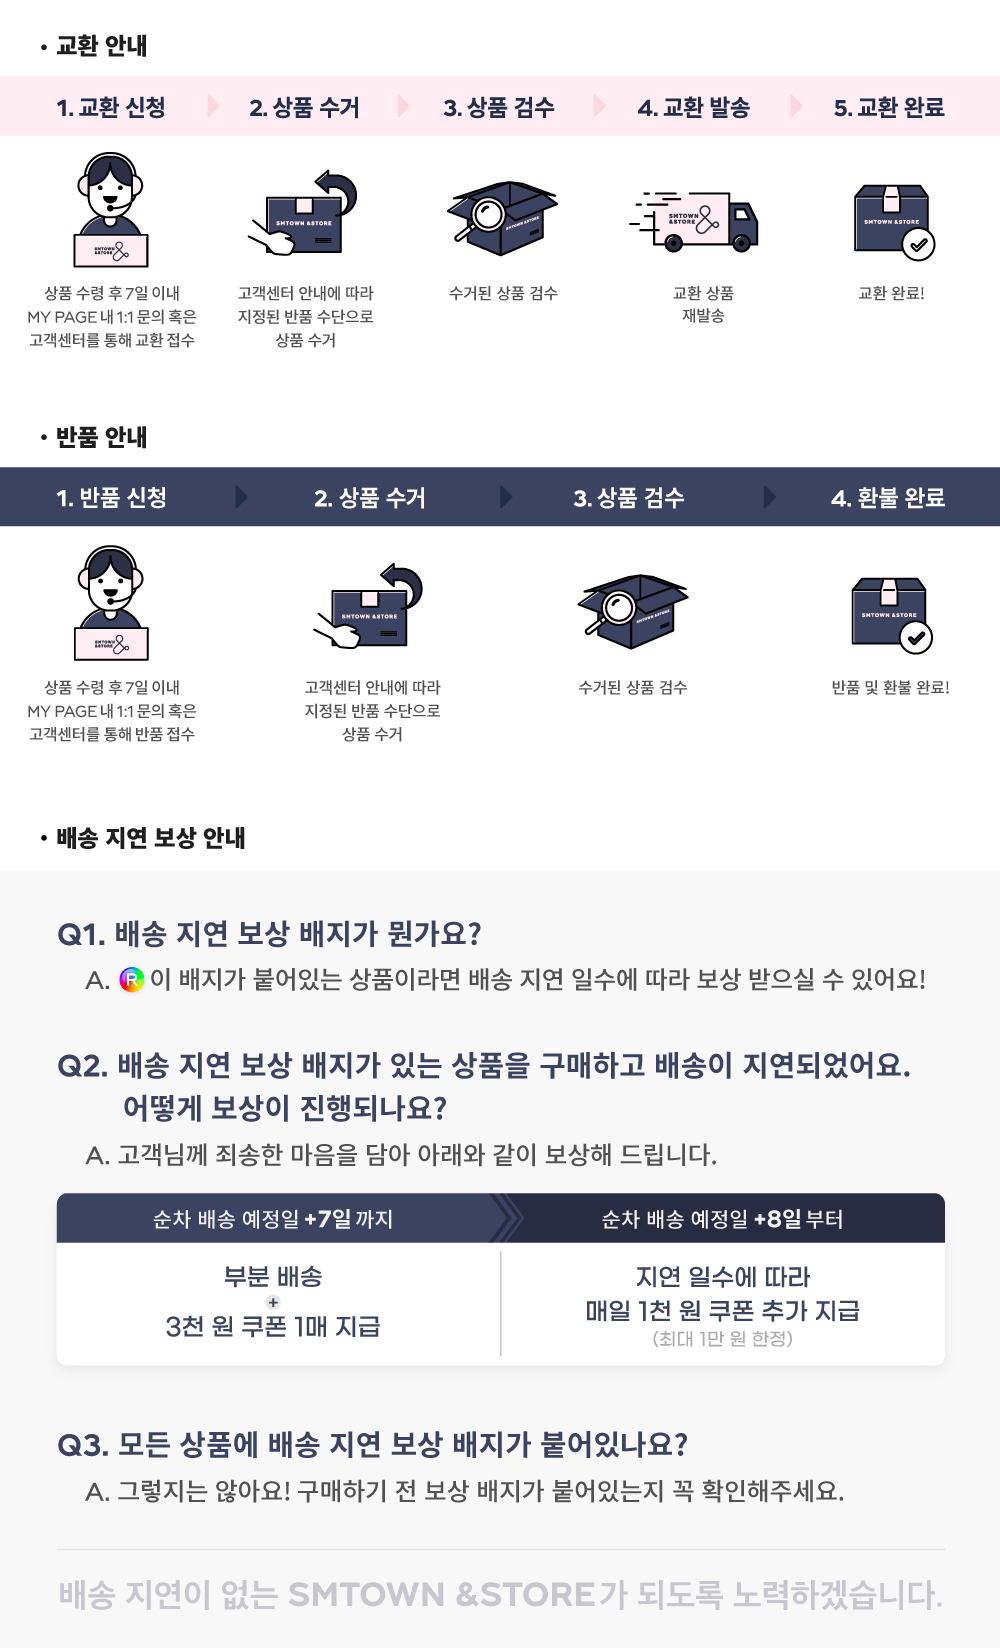 • 교환 안내
1. 교환 신청
2. 상품 수거
3. 상품 검수
4. 교환 발송
5. 교환 완료
SMTOWN
&STORE
SMTOWN &STORE
SMTOWN &STORE
SMTOWN
&STORE
SMTOWN &STORE
상품 수령 후 7일 이내
MY PAGE 내 1:1 문의 혹은
고객센터를 통해 교환 접수
고객센터 안내에 따라
지정된 반품 수단으로
상품 수거
수거된 상품 검수
교환 상품
재발송
교환 완료!
• 반품 안내
1. 반품 신청
2. 상품 수거
3. 상품 검수
4. 환불 완료
SMTOWN
&STORE
SMTOWN &STORE
SMTOWN &STORE
SMTOWN &STORE
상품 수령 후 7일 이내
MY PAGE 내 1:1 문의 혹은
고객센터를 통해 반품 접수
고객센터 안내에 따라
지정된 반품 수단으로
상품 수거
수거된 상품 검수
반품 및 환불 완료!
• 배송 지연 보상 안내
Q1. 배송 지연 보상 배지가 뭔가요?
A. R 이 배지가 붙어있는 상품이라면 배송 지연 일수에 따라 보상 받으실 수 있어요!
Q2. 배송 지연 보상 배지가 있는 상품을 구매하고 배송이 지연되었어요.
어떻게 보상이 진행되나요?
A. 고객님께 죄송한 마음을 담아 아래와 같이 보상해 드립니다.
순차 배송 예정일 +7일 까지
부분 배송
+
3천 원 쿠폰 1매 지급
순차 배송 예정일 +8일 부터
지연 일수에 따라
매일 1천 원 쿠폰 추가 지급
(최대 1만 원 한정)
Q3. 모든 상품에 배송 지연 보상 배지가 붙어있나요?
A. 그렇지는 않아요! 구매하기 전 보상 배지가 붙어있는지 꼭 확인해주세요.
배송 지연이 없는 SMTOWN &STORE가 되도록 노력하겠습니다.